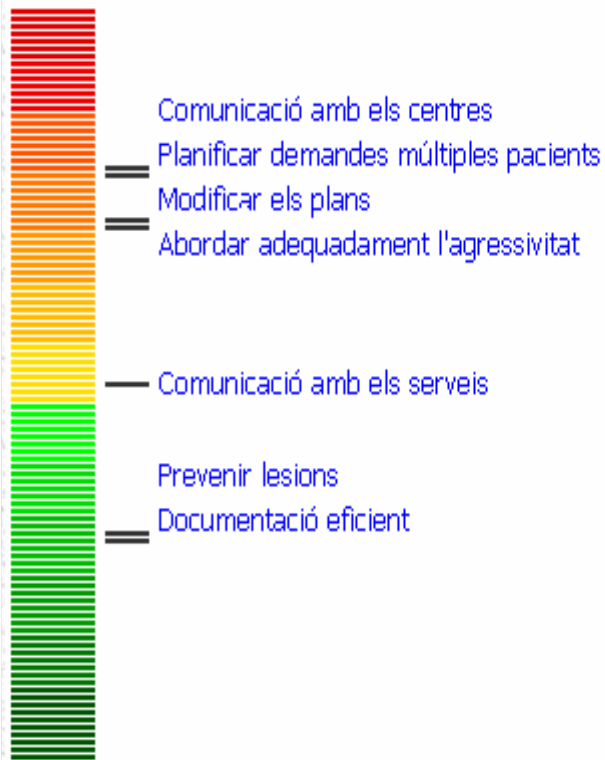 Comunicació amb els centres
Planificar demandes múltiples pacients
Modificar els plans
Abordar adequadament l'agressivitat
Comunicació amb els serveis
Prevenir lesions
Documentació eficient